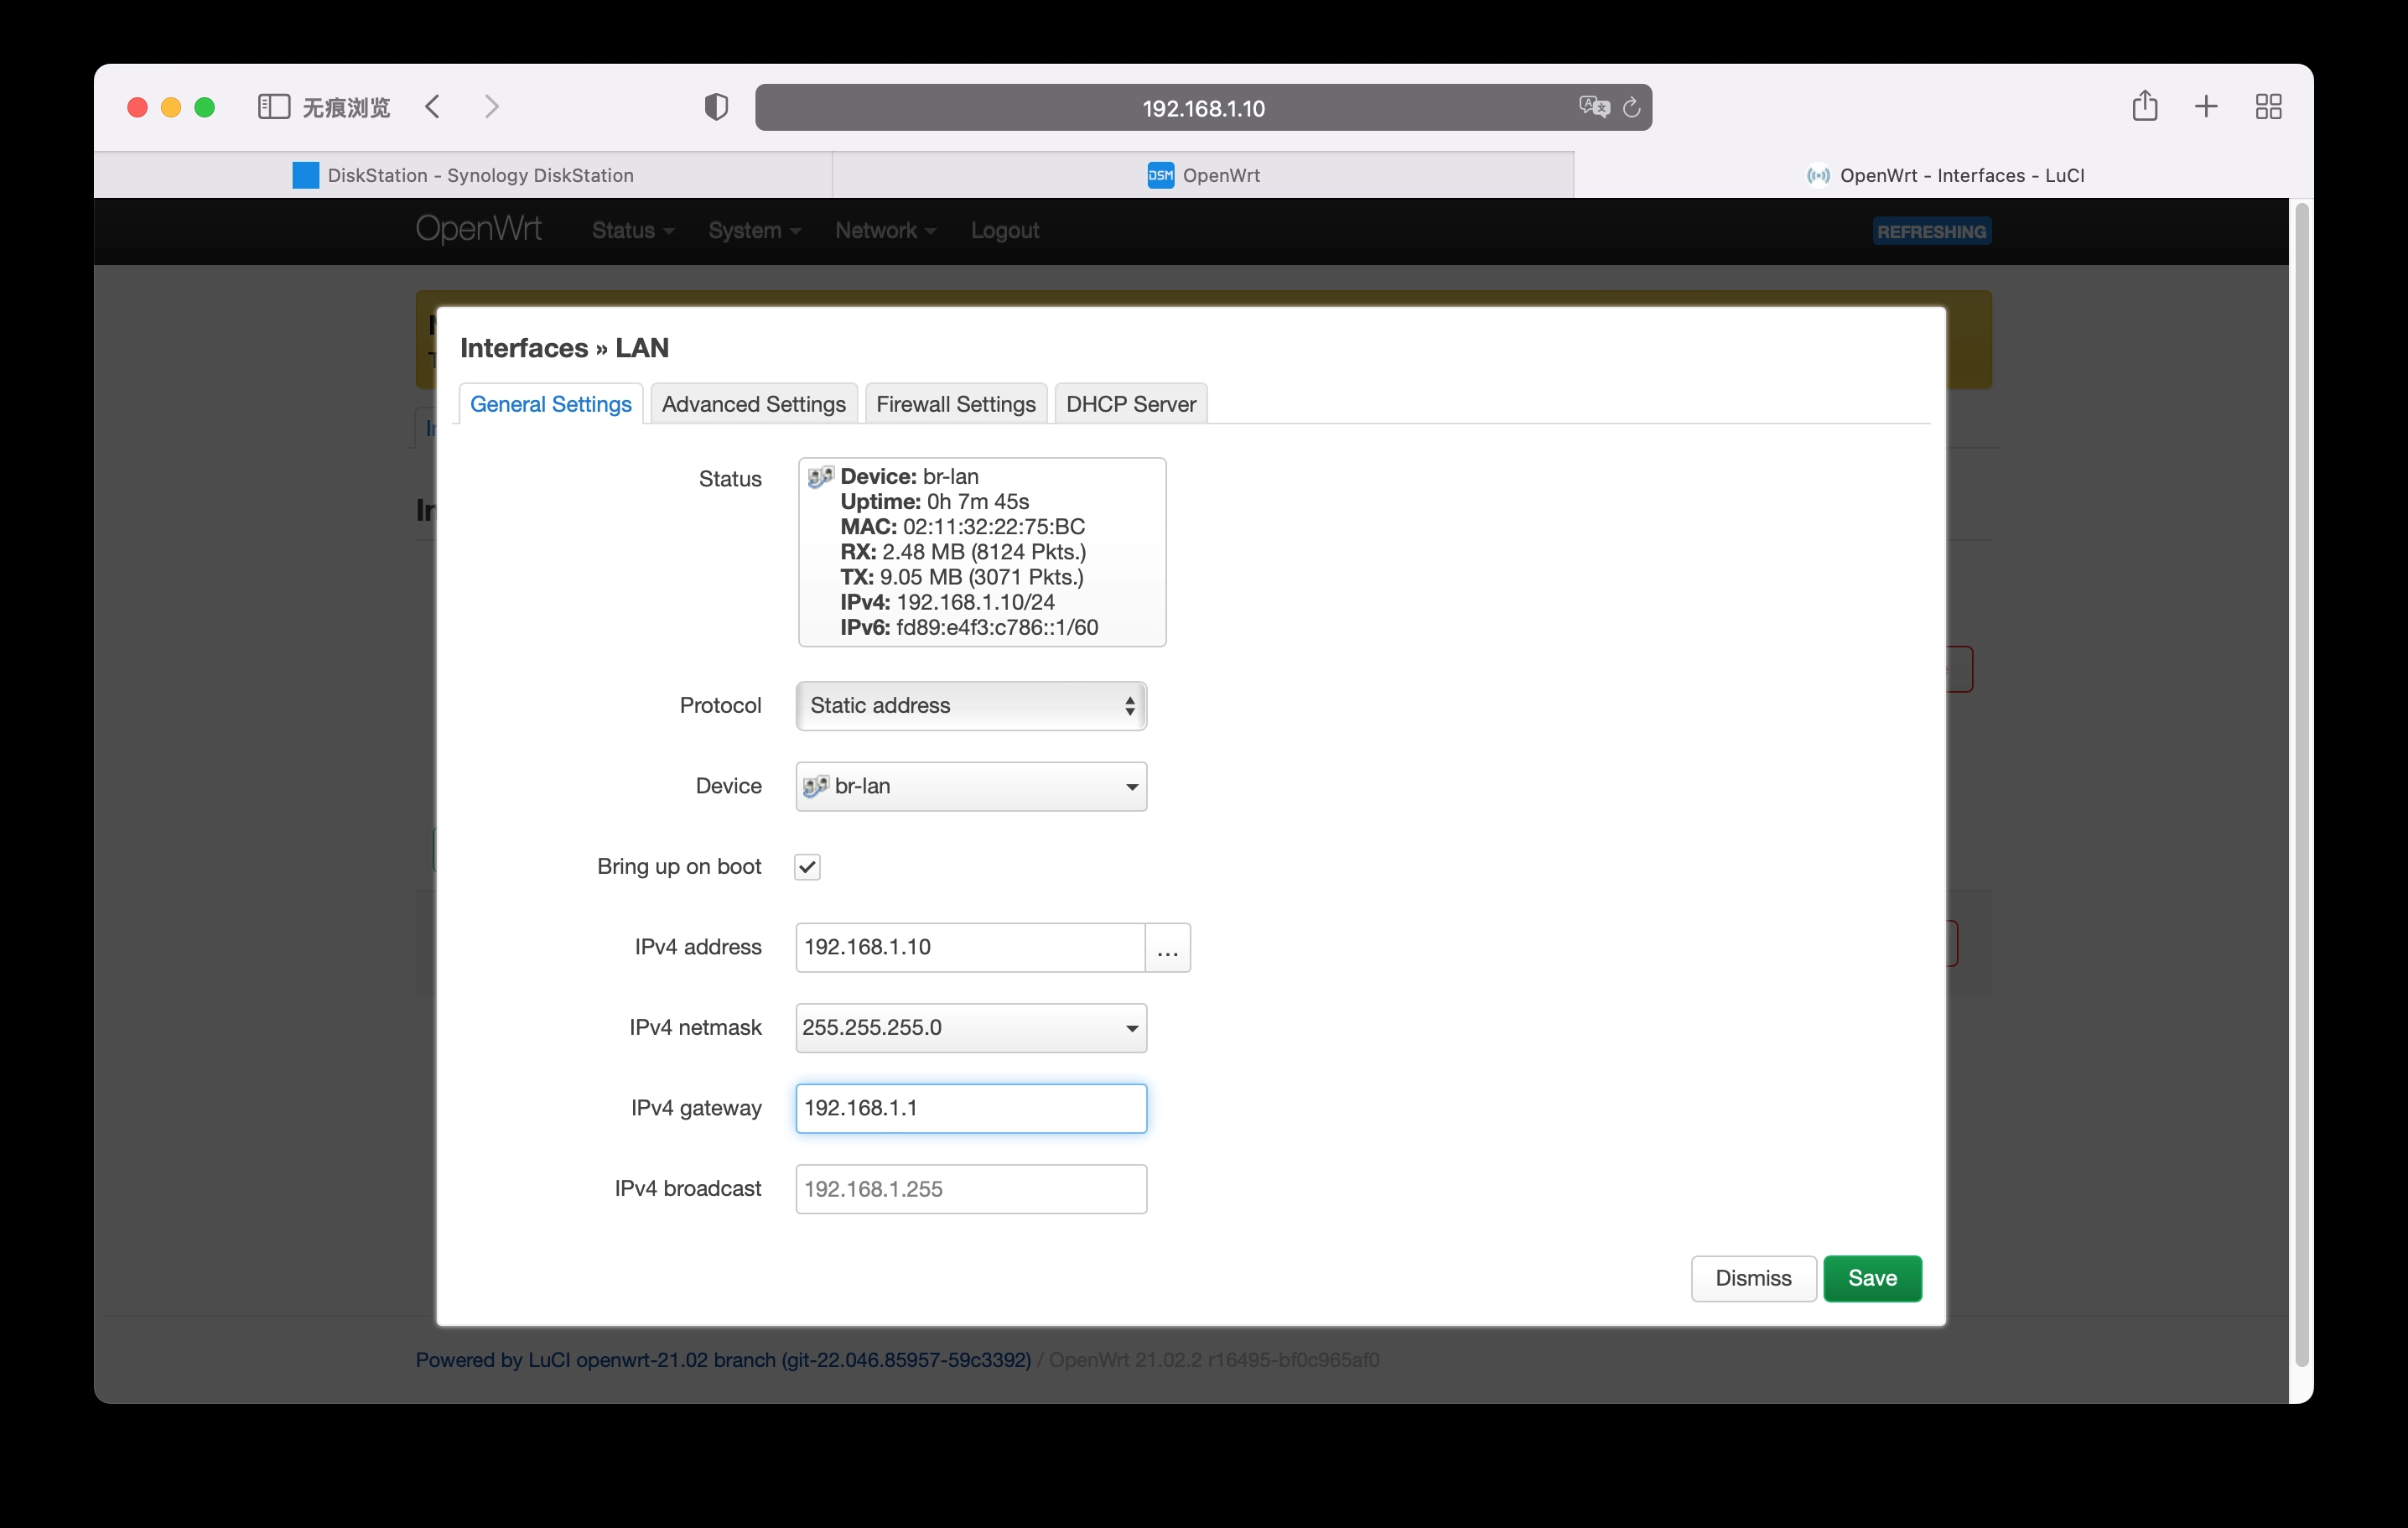 无痕浏览
192.168.1.10
DiskStation - Synology DiskStation
DSM OpenWrt
OpenWrt - Interfaces - LuCI
OpenWrt Status System Network Logout REFRESHING
Interfaces » LAN
General Settings Advanced Settings Firewall Settings DHCP Server
Status
Device: br-lan
Uptime: 0h 7m 45s
MAC: 02:11:32:22:75:BC
RX: 2.48 MB (8124 Pkts.)
TX: 9.05 MB (3071 Pkts.)
IPv4: 192.168.1.10/24
IPv6: fd89:e4f3:c786::1/60
Protocol Static address
Device br-lan
Bring up on boot
IPv4 address 192.168.1.10 ...
IPv4 netmask 255.255.255.0
IPv4 gateway 192.168.1.1
IPv4 broadcast 192.168.1.255
Dismiss Save
Powered by LuCI openwrt-21.02 branch (git-22.046.85957-59c3392) / OpenWrt 21.02.2 r16495-bf0c965af0